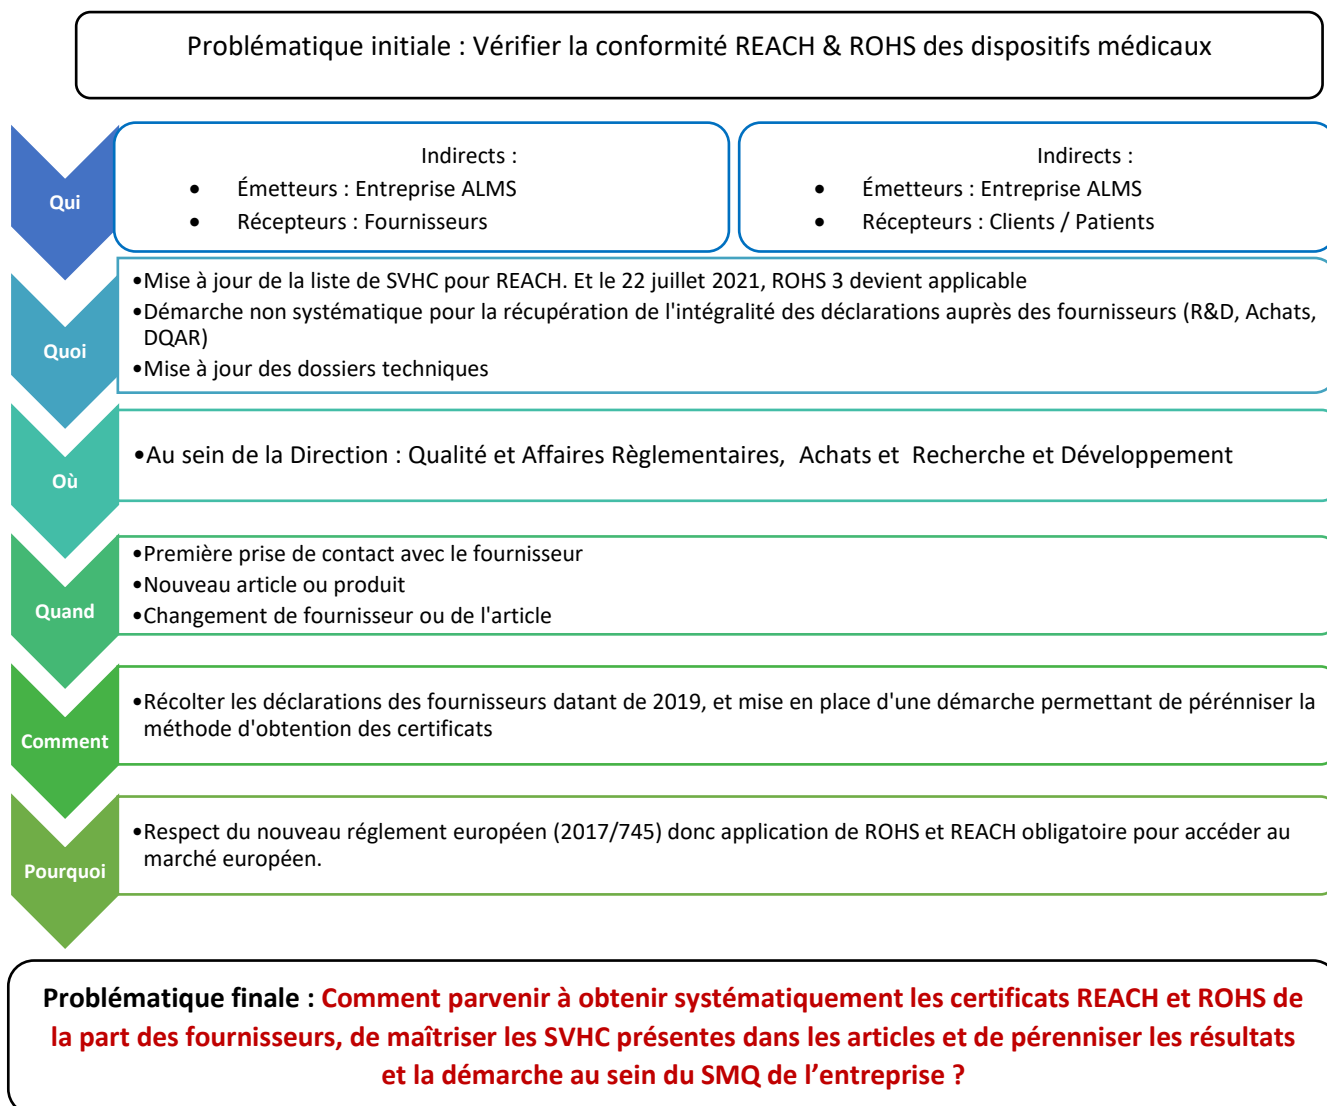 Problématique initiale : Vérifier la conformité REACH & ROHS des dispositifs médicaux
Qui
Indirects :
• Émetteurs : Entreprise ALMS
• Récepteurs : Fournisseurs
Indirects :
• Émetteurs : Entreprise ALMS
• Récepteurs : Clients / Patients
Quoi
•Mise à jour de la liste de SVHC pour REACH. Et le 22 juillet 2021, ROHS 3 devient applicable
•Démarche non systématique pour la récupération de l'intégralité des déclarations auprès des fournisseurs (R&D, Achats,
DQAR)
•Mise à jour des dossiers techniques
Où
•Au sein de la Direction : Qualité et Affaires Règlementaires, Achats et Recherche et Développement
Quand
•Première prise de contact avec le fournisseur
•Nouveau article ou produit
•Changement de fournisseur ou de l'article
Comment
•Récolter les déclarations des fournisseurs datant de 2019, et mise en place d'une démarche permettant de pérénniser la
méthode d'obtention des certificats
Pourquoi
•Respect du nouveau réglement européen (2017/745) donc application de ROHS et REACH obligatoire pour accéder au
marché européen.
Problématique finale : Comment parvenir à obtenir systématiquement les certificats REACH et ROHS de
la part des fournisseurs, de maîtriser les SVHC présentes dans les articles et de pérenniser les résultats
et la démarche au sein du SMQ de l’entreprise ?